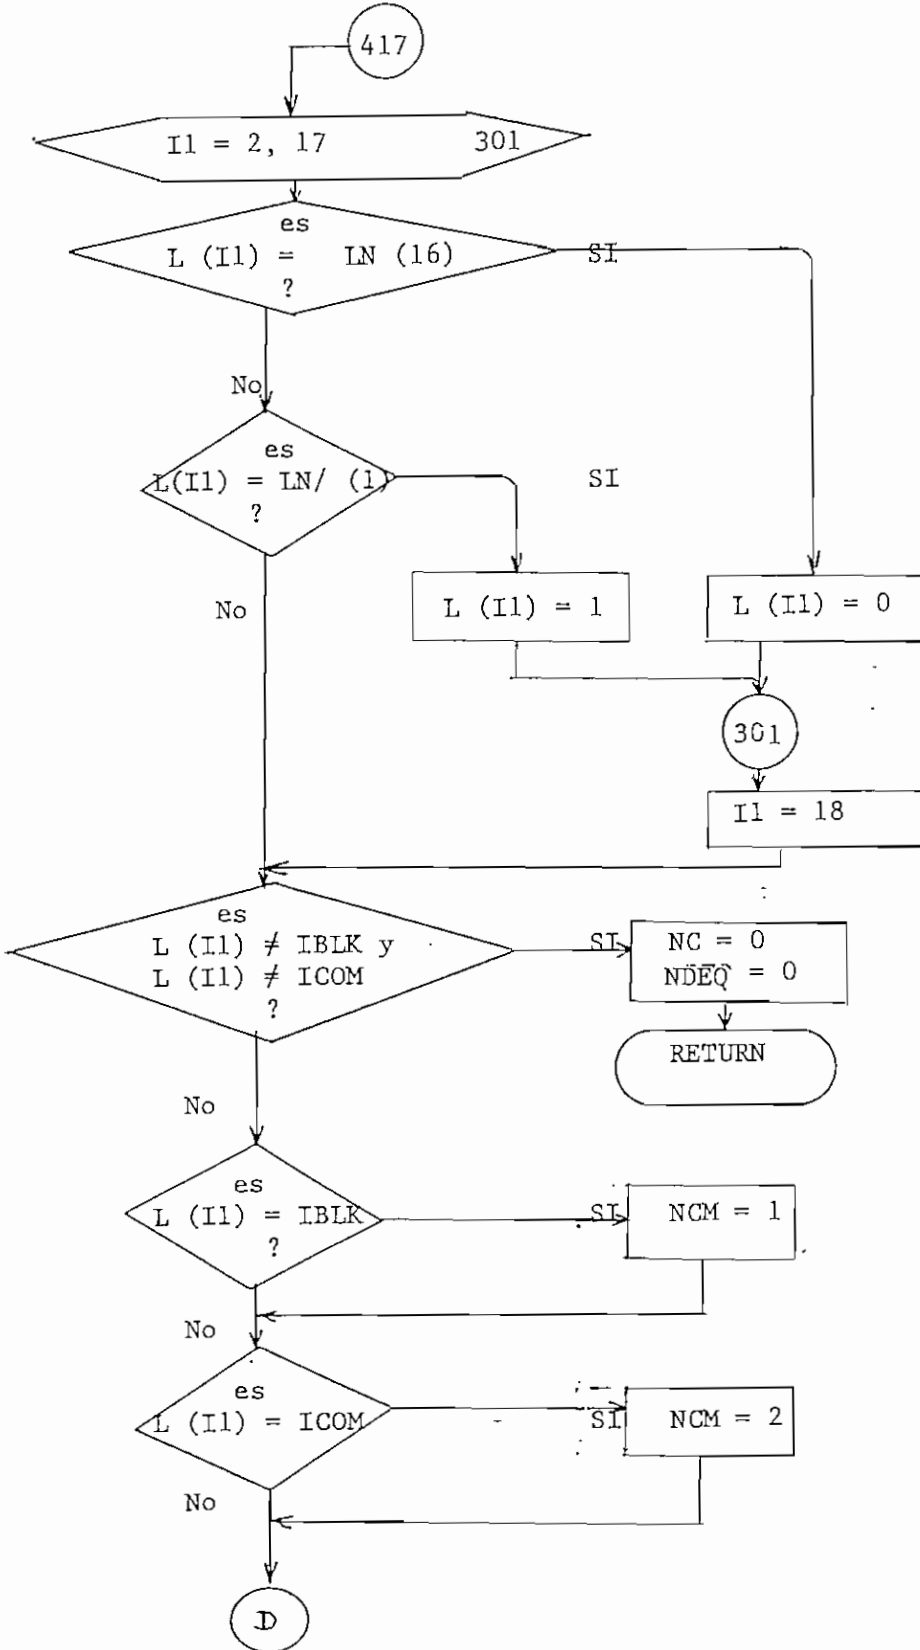 417
I1 = 2, 17 301
es
L (I1) = LN (16)
?
SI
No
es
L(I1) = LN/ (1)
?
SI
No
L (I1) = 1
L (I1) = 0
301
I1 = 18
es
L (I1) ≠ IBLK y
L (I1) ≠ ICOM
?
SI
NC = 0
NDEQ = 0
RETURN
No
es
L (I1) = IBLK
?
SI
NCM = 1
No
es
L (I1) = ICOM
SI
NCM = 2
No
D